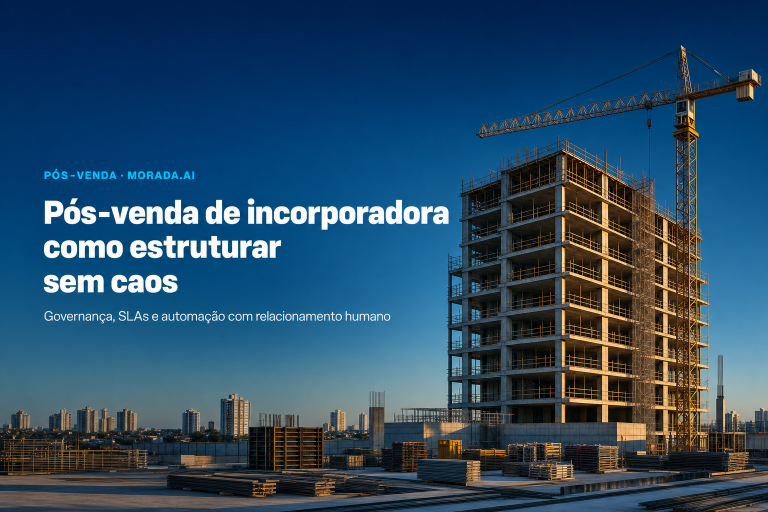 PÓS-VENDA · MORADA.AI
Pós-venda de incorporadora
como estruturar
sem caos
Governança, SLAs e automação com relacionamento humano